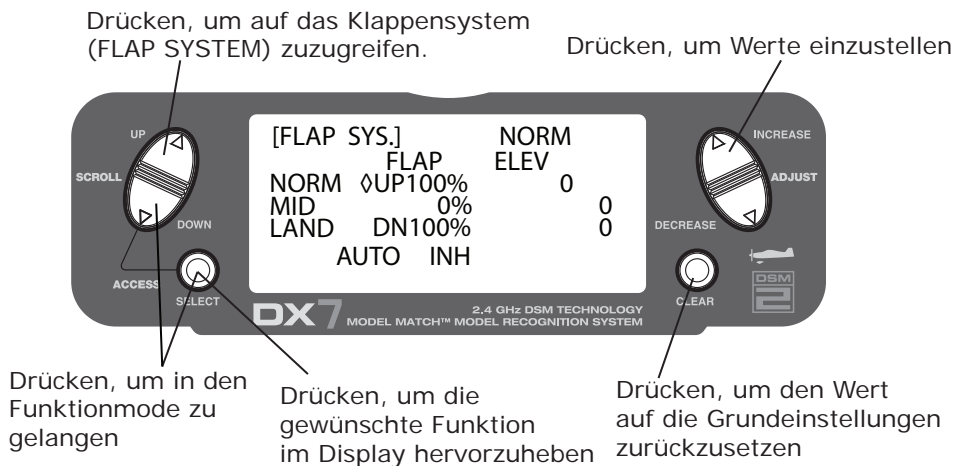 Drücken, um auf das Klappensystem
(FLAP SYSTEM) zuzugreifen.
Drücken, um Werte einzustellen
UP
SCROLL
DOWN
ACCESS
SELECT
[FLAP SYS.] NORM
FLAP ELEV
NORM ◊UP100% 0
MID 0% 0
LAND DN100% 0
AUTO INH
INCREASE
ADJUST
DECREASE
CLEAR
DSM
2
DX7
2.4 GHz DSM TECHNOLOGY
MODEL MATCH™ MODEL RECOGNITION SYSTEM
Drücken, um in den
Funktionmode zu
gelangen
Drücken, um die
gewünschte Funktion
im Display hervorzuheben
Drücken, um den Wert
auf die Grundeinstellungen
zurückzusetzen